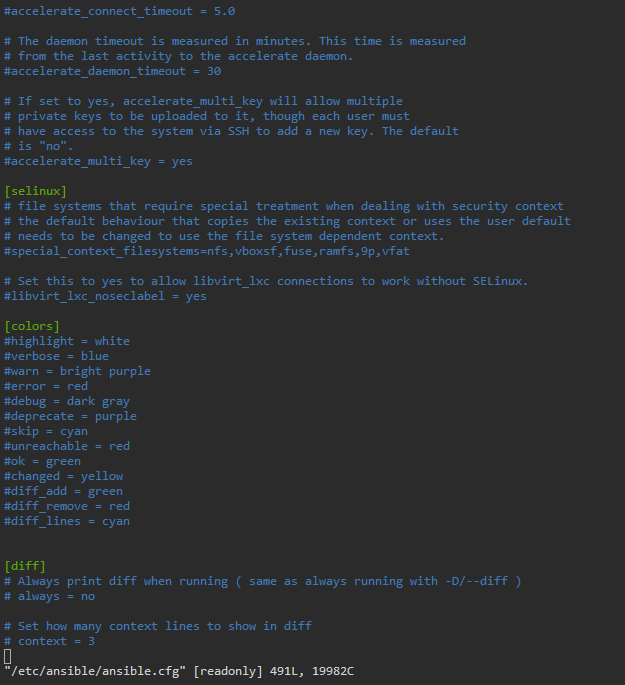 #accelerate_connect_timeout = 5.0
# The daemon timeout is measured in minutes. This time is measured
# from the last activity to the accelerate daemon.
#accelerate_daemon_timeout = 30
# If set to yes, accelerate_multi_key will allow multiple
# private keys to be uploaded to it, though each user must
# have access to the system via SSH to add a new key. The default
# is "no".
#accelerate_multi_key = yes
[selinux]
# file systems that require special treatment when dealing with security context
# the default behaviour that copies the existing context or uses the user default
# needs to be changed to use the file system dependent context.
#special_context_filesystems=nfs,vboxsf,fuse,ramfs,9p,vfat
# Set this to yes to allow libvirt_lxc connections to work without SELinux.
#libvirt_lxc_noseclabel = yes
[colors]
#highlight = white
#verbose = blue
#warn = bright purple
#error = red
#debug = dark gray
#deprecate = purple
#skip = cyan
#unreachable = red
#ok = green
#changed = yellow
#diff_add = green
#diff_remove = red
#diff_lines = cyan
[diff]
# Always print diff when running ( same as always running with -D/--diff )
# always = no
# Set how many context lines to show in diff
# context = 3
"/etc/ansible/ansible.cfg" [readonly] 491L, 19982C